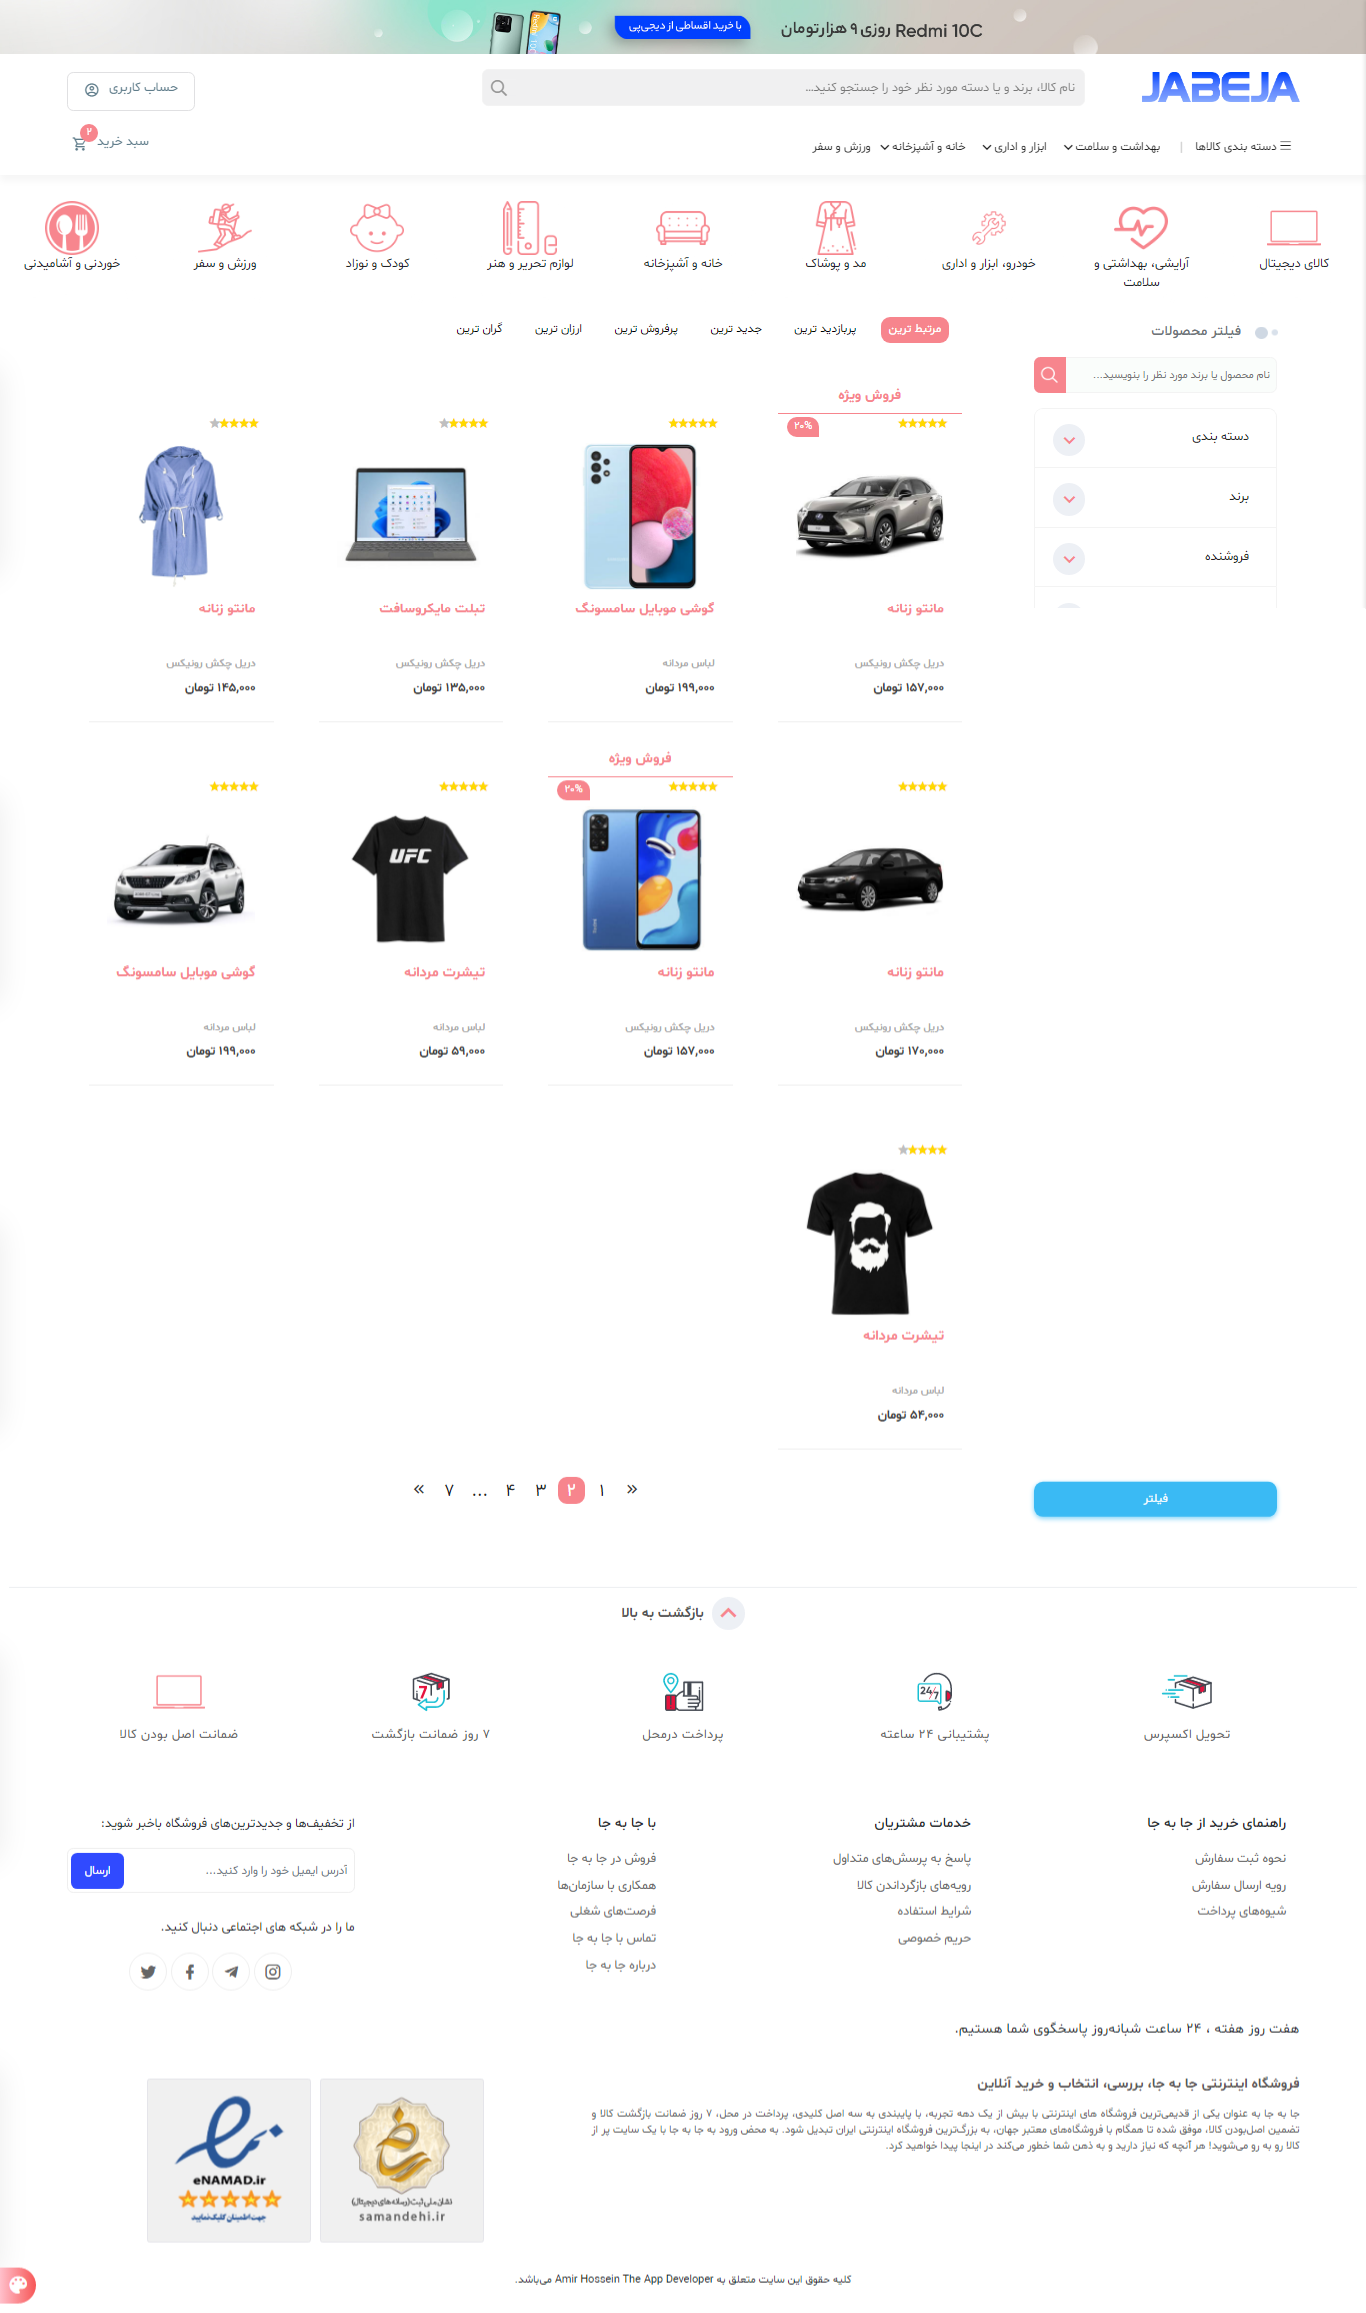 Redmi 10C روزی ۹ هزارتومان
با خرید اقساطی از دیجی‌پی
JABEJA
نام کالا، برند و یا دسته مورد نظر خود را جستجو کنید...
حساب کاربری
دسته بندی کالاها | بهداشت و سلامت ابزار و اداری خانه و آشپزخانه ورزش و سفر
سبد خرید ۲
کالای دیجیتال
آرایشی، بهداشتی و
سلامت
خودرو، ابزار و اداری
مد و پوشاک
خانه و آشپزخانه
لوازم تحریر و هنر
کودک و نوزاد
ورزش و سفر
خوردنی و آشامیدنی
فیلتر محصولات
نام محصول یا برند مورد نظر را بنویسید...
دسته بندی
برند
فروشنده
مرتبط ترین پربازدید ترین جدید ترین پرفروش ترین ارزان ترین گران ترین
فروش ویژه
۲۰%
مانتو زنانه
دریل چکش رونیکس
۱۵۷,۰۰۰ تومان
گوشی موبایل سامسونگ
لباس مردانه
۱۹۹,۰۰۰ تومان
تبلت مایکروسافت
دریل چکش رونیکس
۱۳۵,۰۰۰ تومان
مانتو زنانه
دریل چکش رونیکس
۱۴۵,۰۰۰ تومان
مانتو زنانه
دریل چکش رونیکس
۱۷۰,۰۰۰ تومان
فروش ویژه
۲۰%
مانتو زنانه
دریل چکش رونیکس
۱۵۷,۰۰۰ تومان
UFC
تیشرت مردانه
لباس مردانه
۵۹,۰۰۰ تومان
گوشی موبایل سامسونگ
لباس مردانه
۱۹۹,۰۰۰ تومان
تیشرت مردانه
لباس مردانه
۵۴,۰۰۰ تومان
« ۱ ۲ ۳ ۴ ... ۷ »
فیلتر
بازگشت به بالا
تحویل اکسپرس
24/7
پشتیبانی ۲۴ ساعته
پرداخت درمحل
7
۷ روز ضمانت بازگشت
ضمانت اصل بودن کالا
راهنمای خرید از جا به جا
نحوه ثبت سفارش
رویه ارسال سفارش
شیوه‌های پرداخت
خدمات مشتریان
پاسخ به پرسش‌های متداول
رویه‌های بازگرداندن کالا
شرایط استفاده
حریم خصوصی
با جا به جا
فروش در جا به جا
همکاری با سازمان‌ها
فرصت‌های شغلی
تماس با جا به جا
درباره جا به جا
از تخفیف‌ها و جدیدترین‌های فروشگاه باخبر شوید:
آدرس ایمیل خود را وارد کنید...
ارسال
ما را در شبکه های اجتماعی دنبال کنید.
هفت روز هفته ، ۲۴ ساعت شبانه‌روز پاسخگوی شما هستیم.
فروشگاه اینترنتی جا به جا، بررسی، انتخاب و خرید آنلاین
جا به جا به عنوان یکی از قدیمی‌ترین فروشگاه های اینترنتی با بیش از یک دهه تجربه، با پایبندی به سه اصل کلیدی، پرداخت در محل، ۷ روز ضمانت بازگشت کالا و
تضمین اصل‌بودن کالا، موفق شده تا همگام با فروشگاه‌های معتبر جهان، به بزرگ‌ترین فروشگاه اینترنتی ایران تبدیل شود. به محض ورود به جا به جا با یک سایت پر از
کالا رو به رو می‌شوید! هر آنچه که نیاز دارید و به ذهن شما خطور می‌کند در اینجا پیدا خواهید کرد.
نشان ملی ثبت (رسانه‌های دیجیتال)
samandehi.ir
eNAMAD.ir
جهت اطمینان کلیک نمایید
کلیه حقوق این سایت متعلق به Amir Hossein The App Developer می‌باشد.